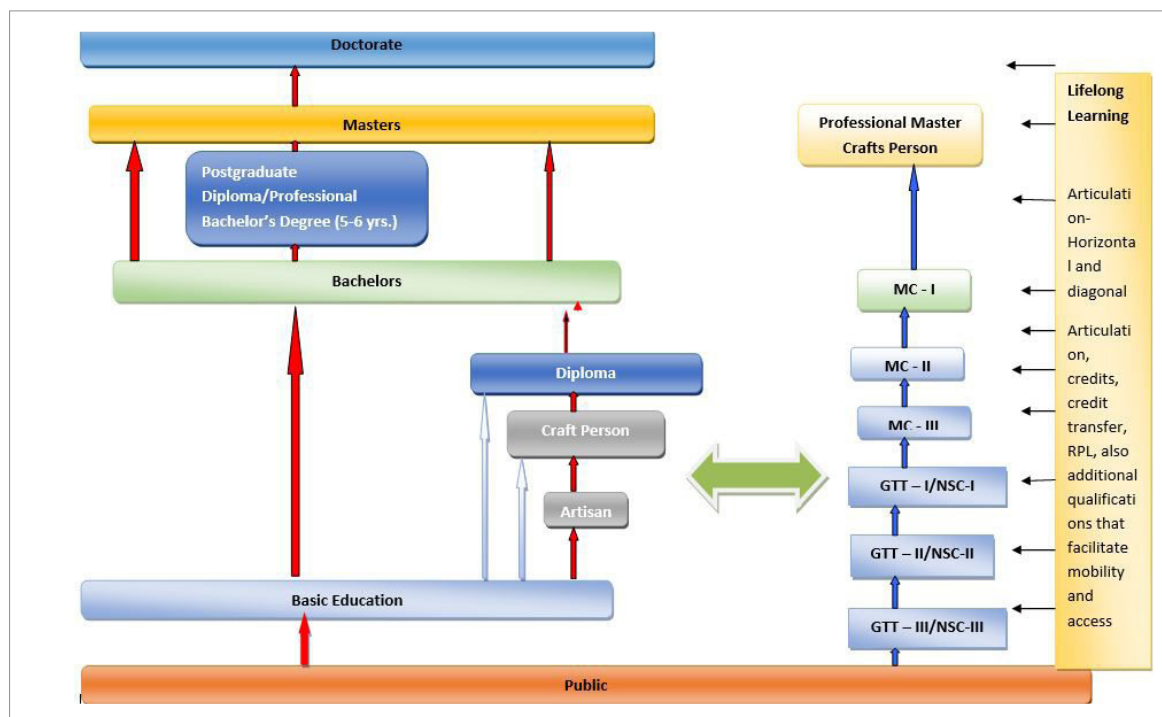 Doctorate
Masters
Postgraduate
Diploma/Professional
Bachelor's Degree (5-6 yrs.)
Bachelors
Diploma
Craft Person
Artisan
Basic Education
Public
Professional Master
Crafts Person
MC - I
MC - II
MC - III
GTT – I/NSC-I
GTT – II/NSC-II
GTT – III/NSC-III
Lifelong
Learning
Articulati
on-
Horizonta
l and
diagonal
Articulati
on,
credits,
credit
transfer,
RPL, also
additional
qualificati
ons that
facilitate
mobility
and
access